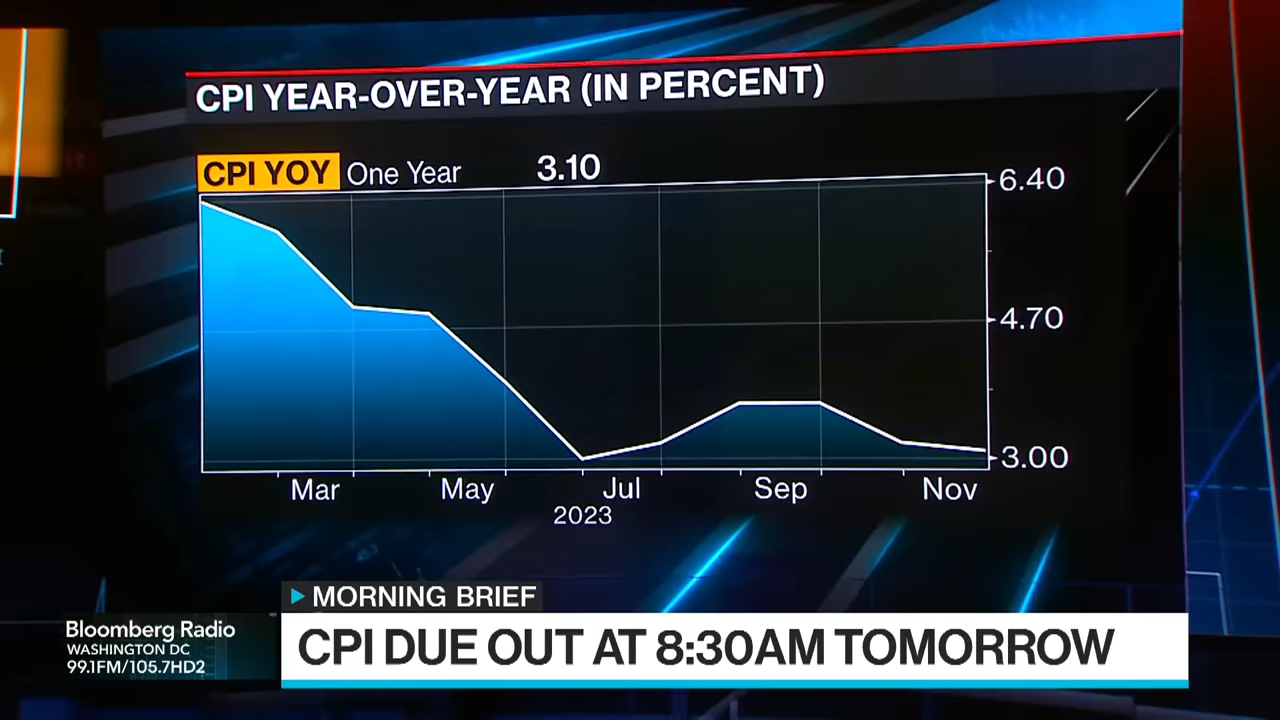 CPI YEAR-OVER-YEAR (IN PERCENT)
CPI YOY One Year 3.10
6.40
4.70
3.00
Mar May Jul Sep Nov
2023
MORNING BRIEF
CPI DUE OUT AT 8:30AM TOMORROW
Bloomberg Radio
WASHINGTON DC
99.1FM/105.7HD2